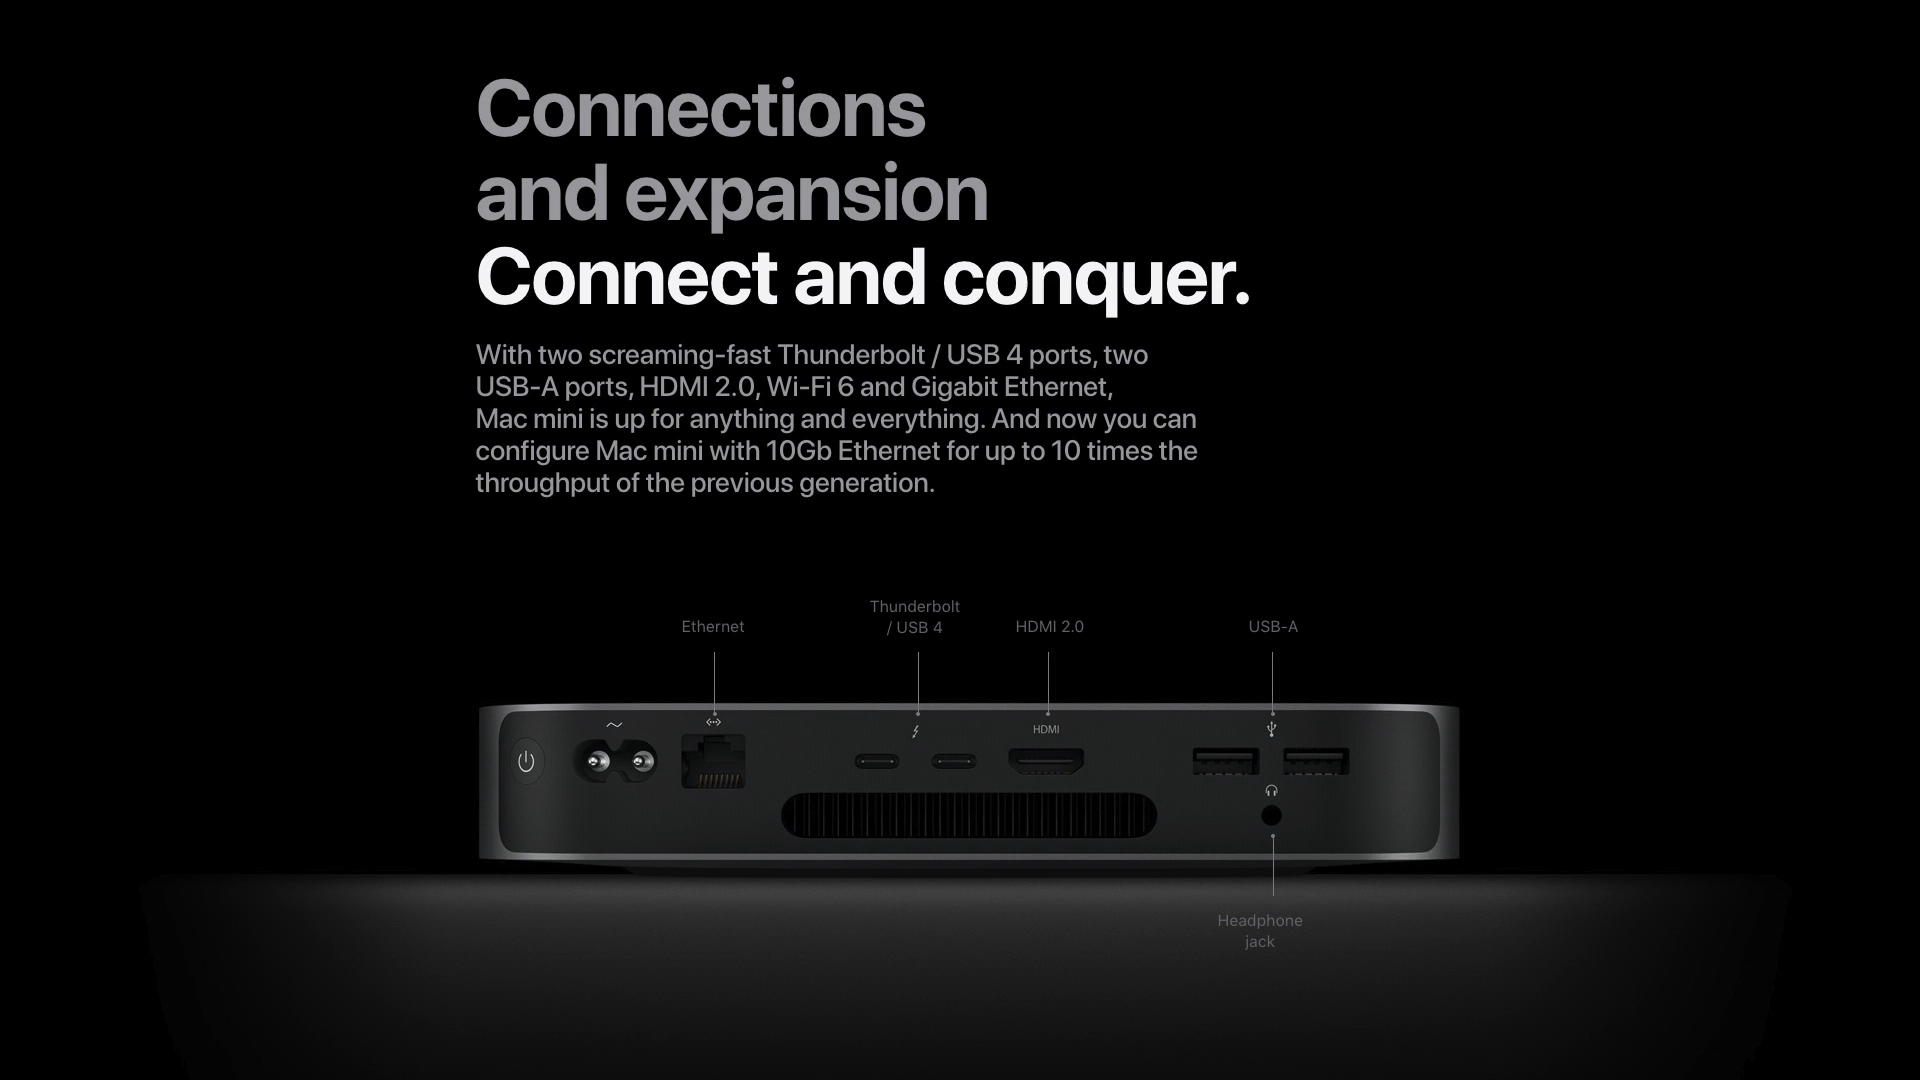 Connections
and expansion
Connect and conquer.
With two screaming-fast Thunderbolt / USB 4 ports, two
USB-A ports, HDMI 2.0, Wi-Fi 6 and Gigabit Ethernet,
Mac mini is up for anything and everything. And now you can
configure Mac mini with 10Gb Ethernet for up to 10 times the
throughput of the previous generation.
Ethernet
Thunderbolt
/ USB 4
HDMI 2.0
USB-A
HDMI
Headphone
jack